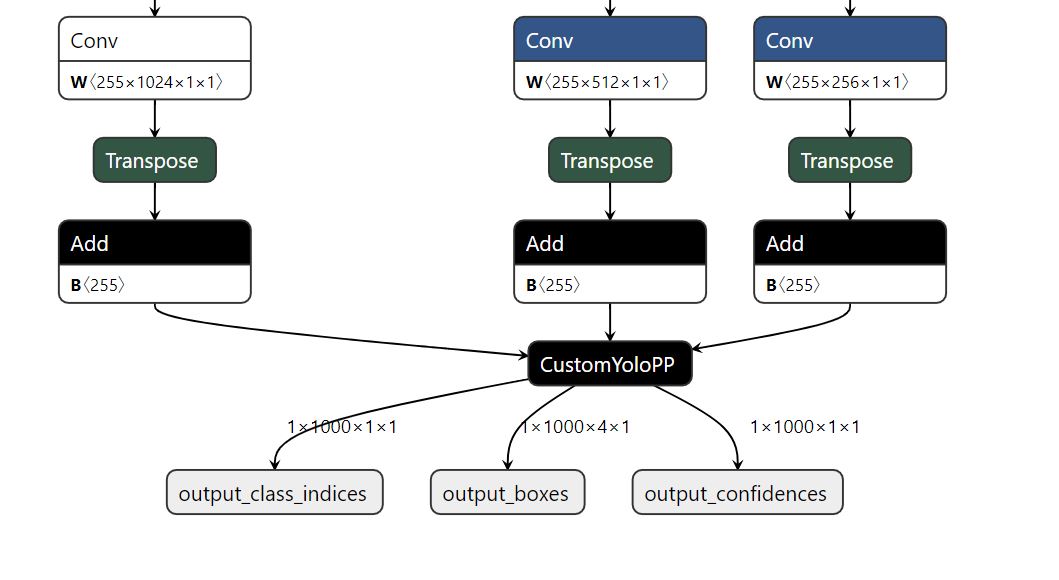 Conv
W〈255×1024×1×1〉
Conv
W〈255×512×1×1〉
Conv
W〈255×256×1×1〉
Transpose
Transpose
Transpose
Add
B〈255〉
Add
B〈255〉
Add
B〈255〉
CustomYoloPP
1×1000×1×1
1×1000×4×1
1×1000×1×1
output_class_indices
output_boxes
output_confidences